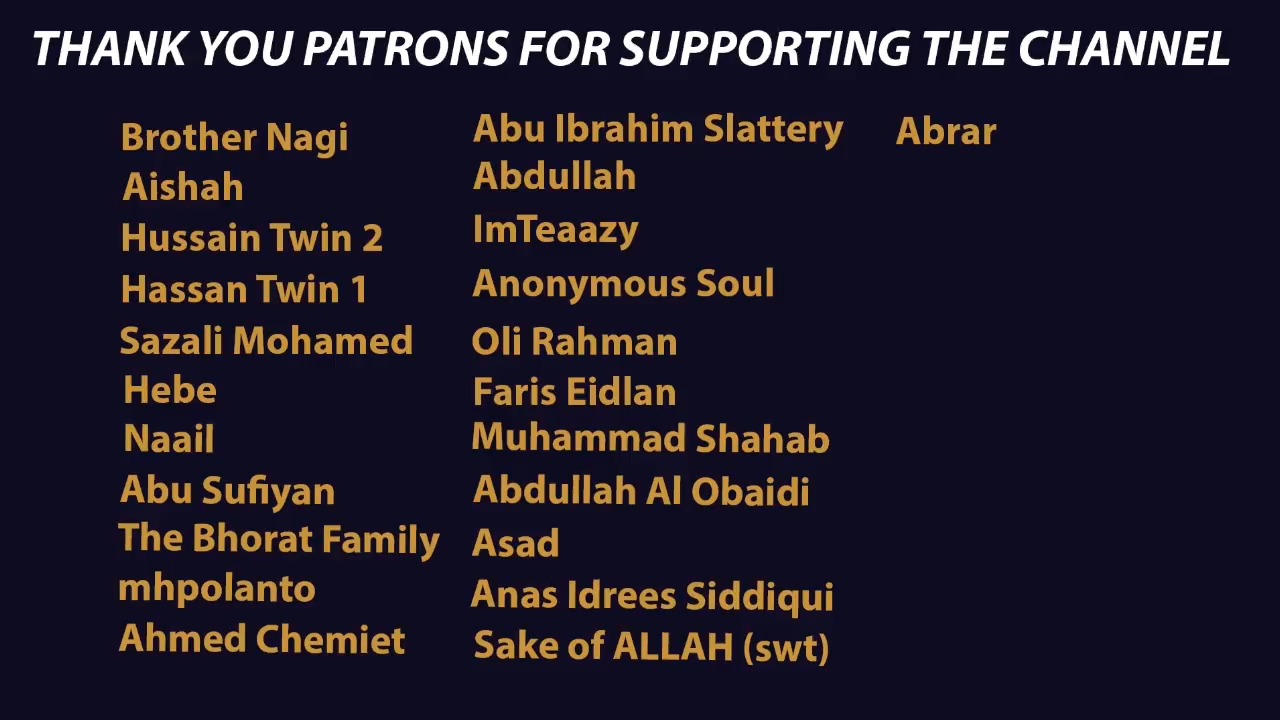 THANK YOU PATRONS FOR SUPPORTING THE CHANNEL
Brother Nagi
Aishah
Hussain Twin 2
Hassan Twin 1
Sazali Mohamed
Hebe
Naail
Abu Sufiyan
The Bhorat Family
mhpolanto
Ahmed Chemiet
Abu Ibrahim Slattery
Abdullah
ImTeaazy
Anonymous Soul
Oli Rahman
Faris Eidlan
Muhammad Shahab
Abdullah Al Obaidi
Asad
Anas Idrees Siddiqui
Sake of ALLAH (swt)
Abrar